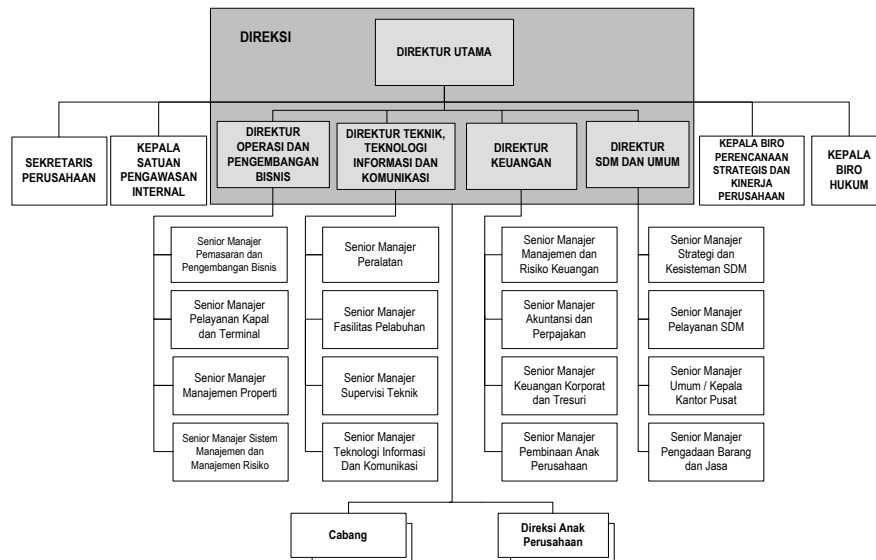 DIREKSI
DIREKTUR UTAMA
SEKRETARIS
PERUSAHAAN
KEPALA
SATUAN
PENGAWASAN
INTERNAL
DIREKTUR
OPERASI DAN
PENGEMBANGAN
BISNIS
DIREKTUR TEKNIK,
TEKNOLOGI
INFORMASI DAN
KOMUNIKASI
DIREKTUR
KEUANGAN
DIREKTUR
SDM DAN UMUM
KEPALA BIRO
PERENCANAAN
STRATEGIS DAN
KINERJA
PERUSAHAAN
KEPALA
BIRO
HUKUM
Senior Manajer
Pemasaran dan
Pengembangan Bisnis
Senior Manajer
Peralatan
Senior Manajer
Manajemen dan
Risiko Keuangan
Senior Manajer
Strategi dan
Kesisteman SDM
Senior Manajer
Pelayanan Kapal
dan Terminal
Senior Manajer
Fasilitas Pelabuhan
Senior Manajer
Akuntansi dan
Perpajakan
Senior Manajer
Pelayanan SDM
Senior Manajer
Manajemen Properti
Senior Manajer
Supervisi Teknik
Senior Manajer
Keuangan Korporat
dan Tresuri
Senior Manajer
Umum / Kepala
Kantor Pusat
Senior Manajer Sistem
Manajemen dan
Manajemen Risiko
Senior Manajer
Teknologi Informasi
Dan Komunikasi
Senior Manajer
Pembinaan Anak
Perusahaan
Senior Manajer
Pengadaan Barang
dan Jasa
Cabang
Direksi Anak
Perusahaan